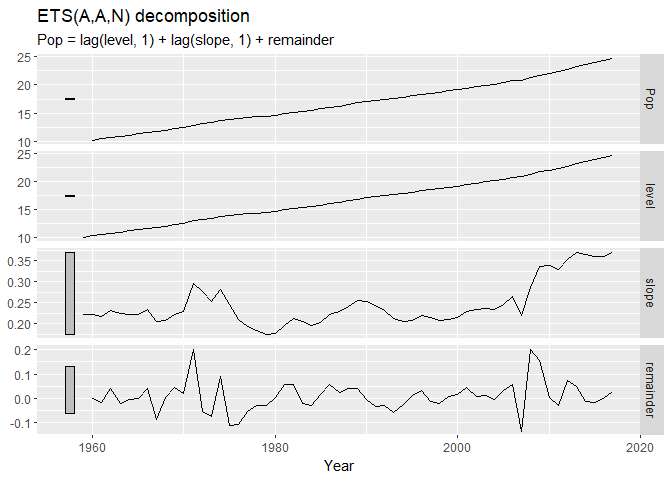 ETS(A,A,N) decomposition
Pop = lag(level, 1) + lag(slope, 1) + remainder
25
20
15
10
Pop
25
20
15
10
level
0.35
0.30
0.25
0.20
slope
0.2
0.1
0.0
-0.1
remainder
1960 1980 2000 2020
Year